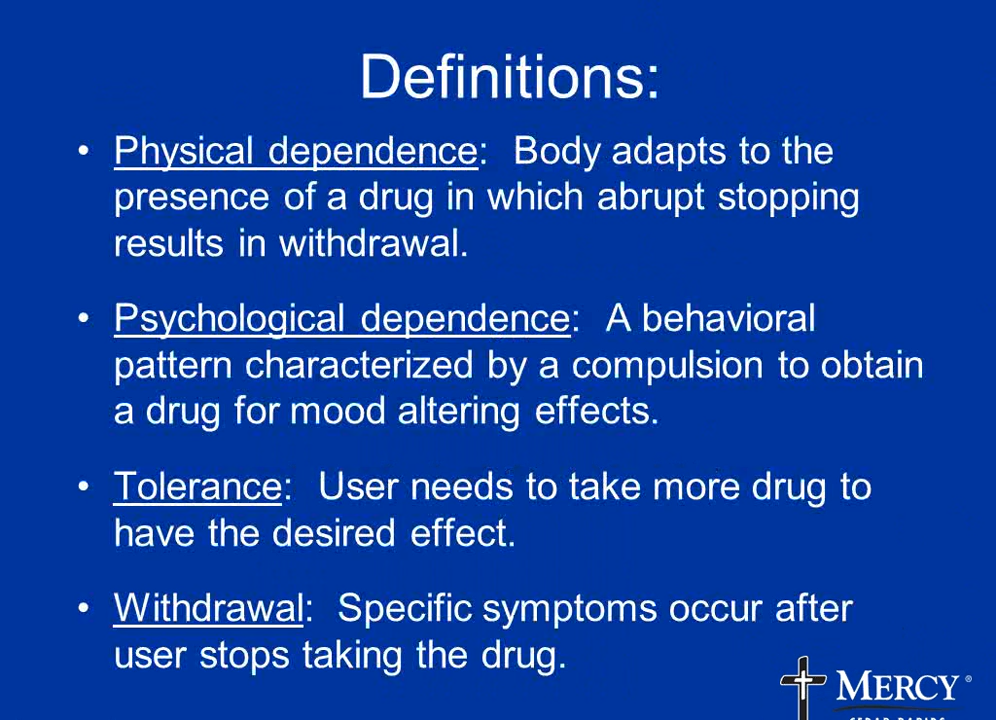 Definitions:
• Physical dependence:  Body adapts to the
presence of a drug in which abrupt stopping
results in withdrawal.
• Psychological dependence:  A behavioral
pattern characterized by a compulsion to obtain
a drug for mood altering effects.
• Tolerance:  User needs to take more drug to
have the desired effect.
• Withdrawal:  Specific symptoms occur after
user stops taking the drug.
MERCY®
CEDAR RAPIDS